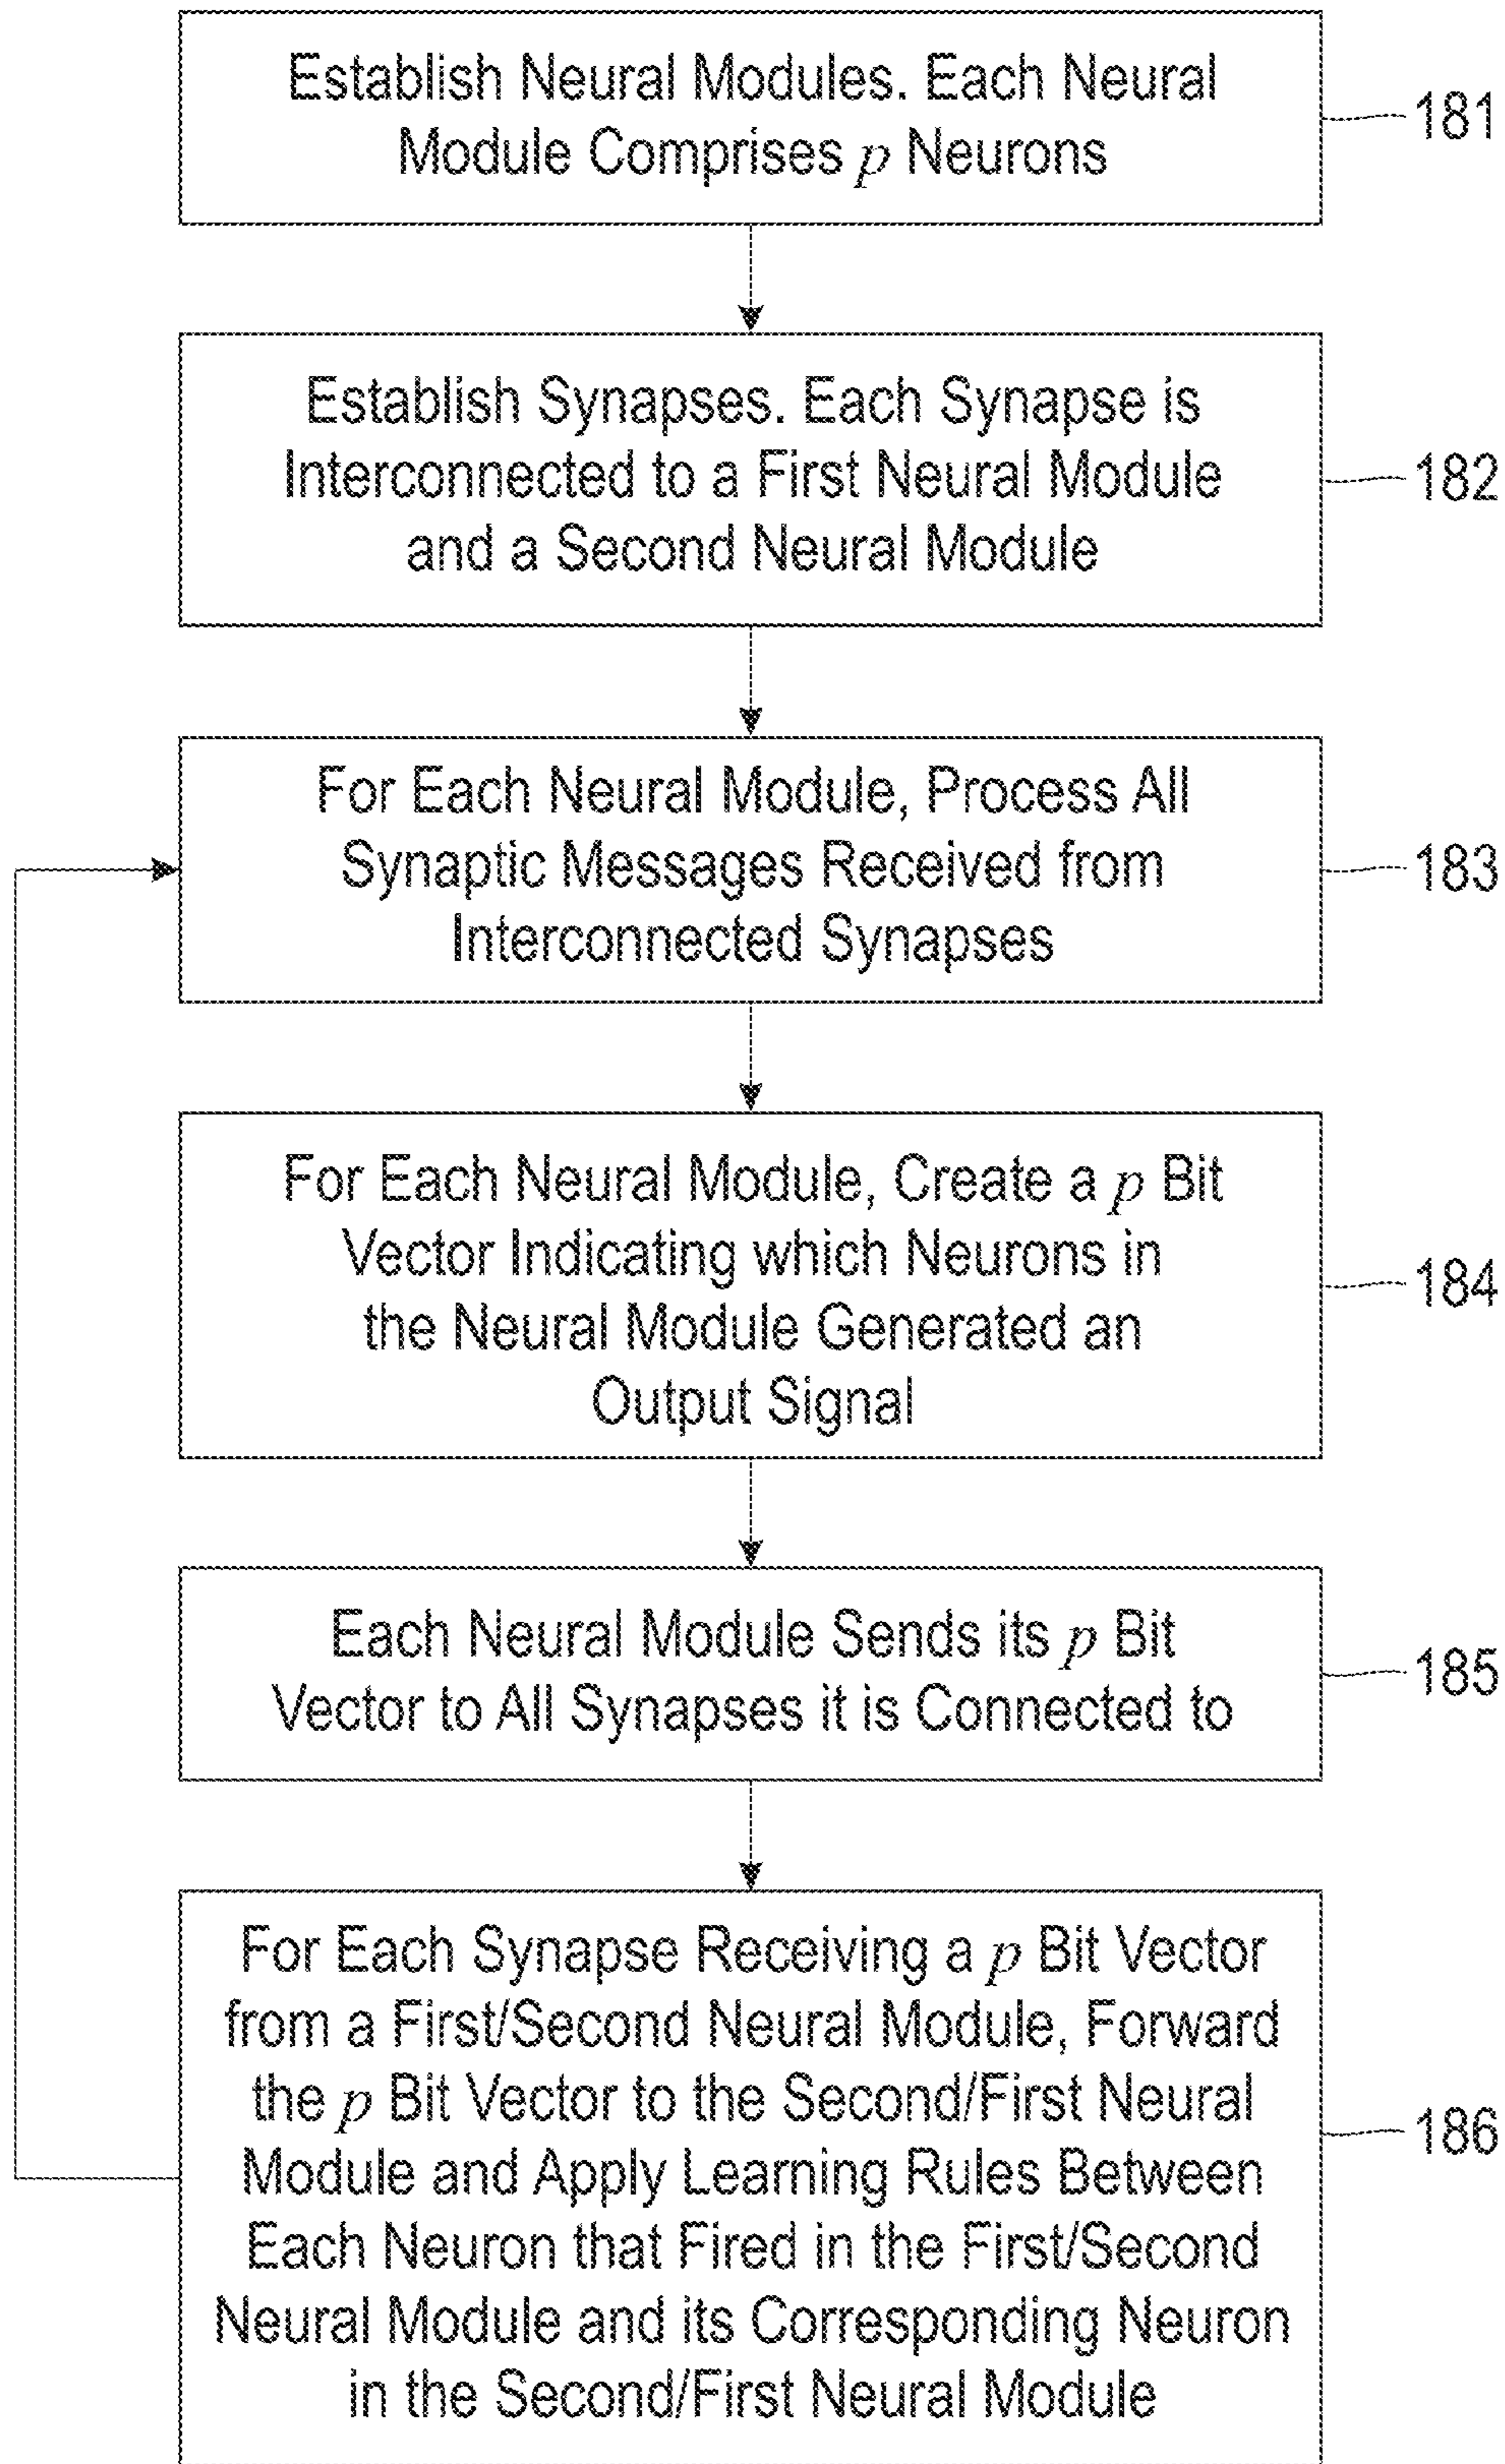 Establish Neural Modules. Each Neural
Module Comprises p Neurons
181
Establish Synapses. Each Synapse is
Interconnected to a First Neural Module
and a Second Neural Module
182
For Each Neural Module, Process All
Synaptic Messages Received from
Interconnected Synapses
183
For Each Neural Module, Create a p Bit
Vector Indicating which Neurons in
the Neural Module Generated an
Output Signal
184
Each Neural Module Sends its p Bit
Vector to All Synapses it is Connected to
185
For Each Synapse Receiving a p Bit Vector
from a First/Second Neural Module, Forward
the p Bit Vector to the Second/First Neural
Module and Apply Learning Rules Between
Each Neuron that Fired in the First/Second
Neural Module and its Corresponding Neuron
in the Second/First Neural Module
186